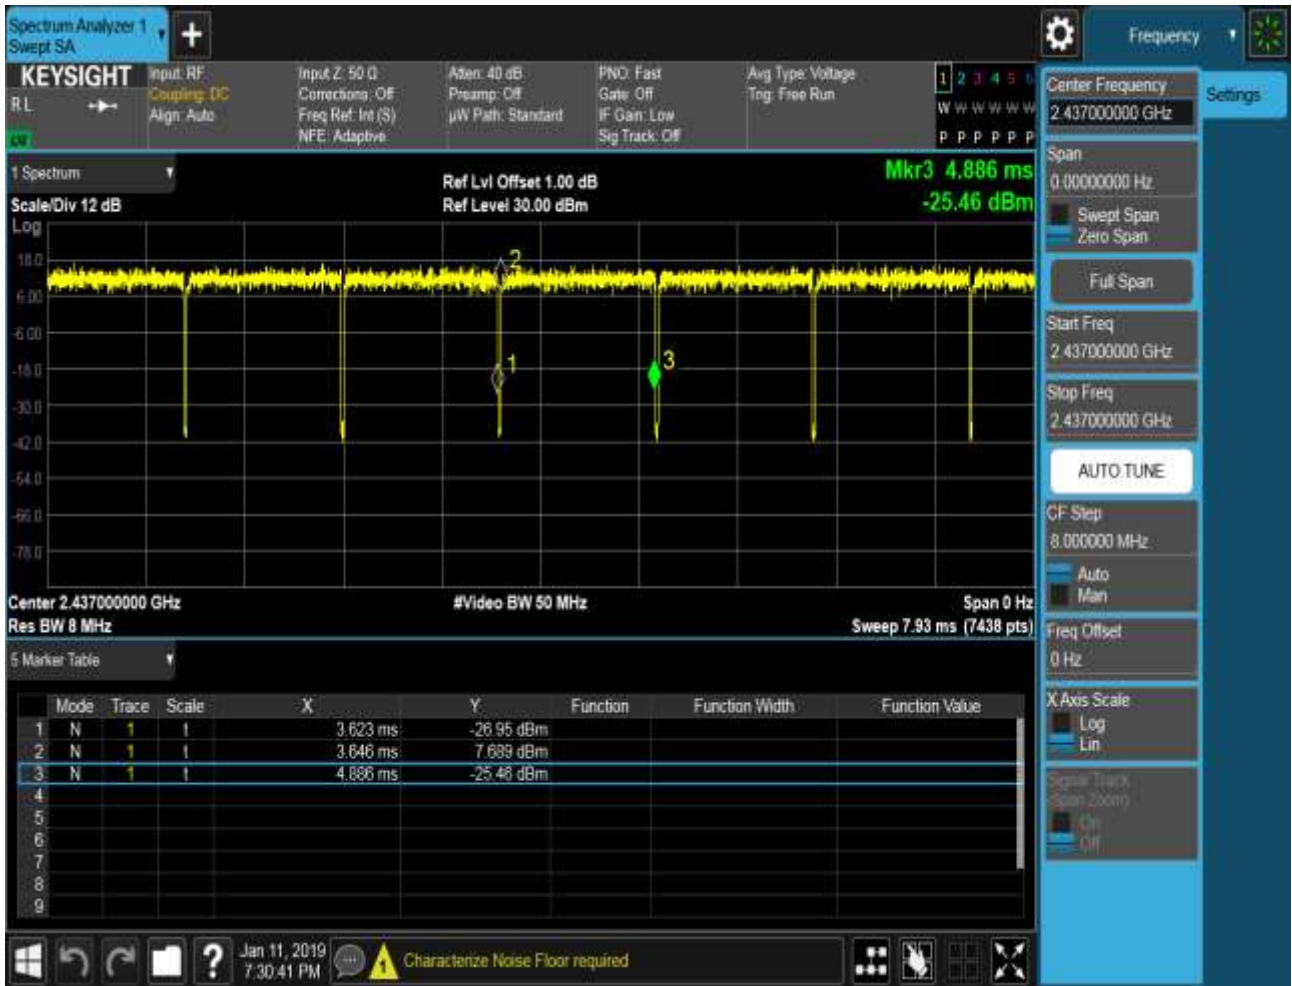 Spectrum Analyzer 1
Swept SA
+
Frequency
KEYSIGHT
RL
Input: RF
Coupling: DC
Align: Auto
Input Z: 50 Ω
Corrections: Off
Freq Ref: Int (S)
NFE: Adaptive
Atten: 40 dB
Preamp: Off
µW Path: Standard
PNO: Fast
Gate: Off
IF Gain: Low
Sig Track: Off
Avg Type: Voltage
Trig: Free Run
1 2 3 4 5 6
W W W W W W
P P P P P P
1 Spectrum
Scale/Div 12 dB
Ref Lvl Offset 1.00 dB
Ref Level 30.00 dBm
Mkr3 4.886 ms
-25.46 dBm
Log
18.0
6.00
-6.00
-18.0
-30.0
-42.0
-54.0
-66.0
-78.0
2
1
3
Center 2.437000000 GHz
Res BW 8 MHz
#Video BW 50 MHz
Span 0 Hz
Sweep 7.93 ms (7438 pts)
5 Marker Table
Mode Trace Scale X Y Function Function Width Function Value
1 N 1 t 3.623 ms -26.95 dBm
2 N 1 t 3.646 ms 7.689 dBm
3 N 1 t 4.886 ms -25.46 dBm
4
5
6
7
8
9
Center Frequency
2.437000000 GHz
Settings
Span
0.00000000 Hz
Swept Span
Zero Span
Full Span
Start Freq
2.437000000 GHz
Stop Freq
2.437000000 GHz
AUTO TUNE
CF Step
8.000000 MHz
Auto
Man
Freq Offset
0 Hz
X Axis Scale
Log
Lin
Signal Track
(Span Zoom)
On
Off
?
Jan 11, 2019
7:30:41 PM
1
Characterize Noise Floor required